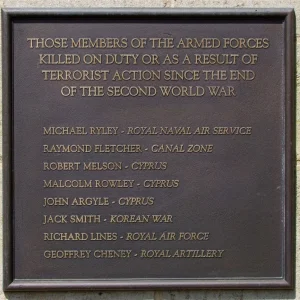 THOSE MEMBERS OF THE ARMED FORCES
KILLED ON DUTY OR AS A RESULT OF
TERRORIST ACTION SINCE THE END
OF THE SECOND WORLD WAR
MICHAEL RYLEY - ROYAL NAVAL AIR SERVICE
RAYMOND FLETCHER - CANAL ZONE
ROBERT MELSON - CYPRUS
MALCOLM ROWLEY - CYPRUS
JOHN ARGYLE - CYPRUS
JACK SMITH - KOREAN WAR
RICHARD LINES - ROYAL AIR FORCE
GEOFFREY CHENEY - ROYAL ARTILLERY